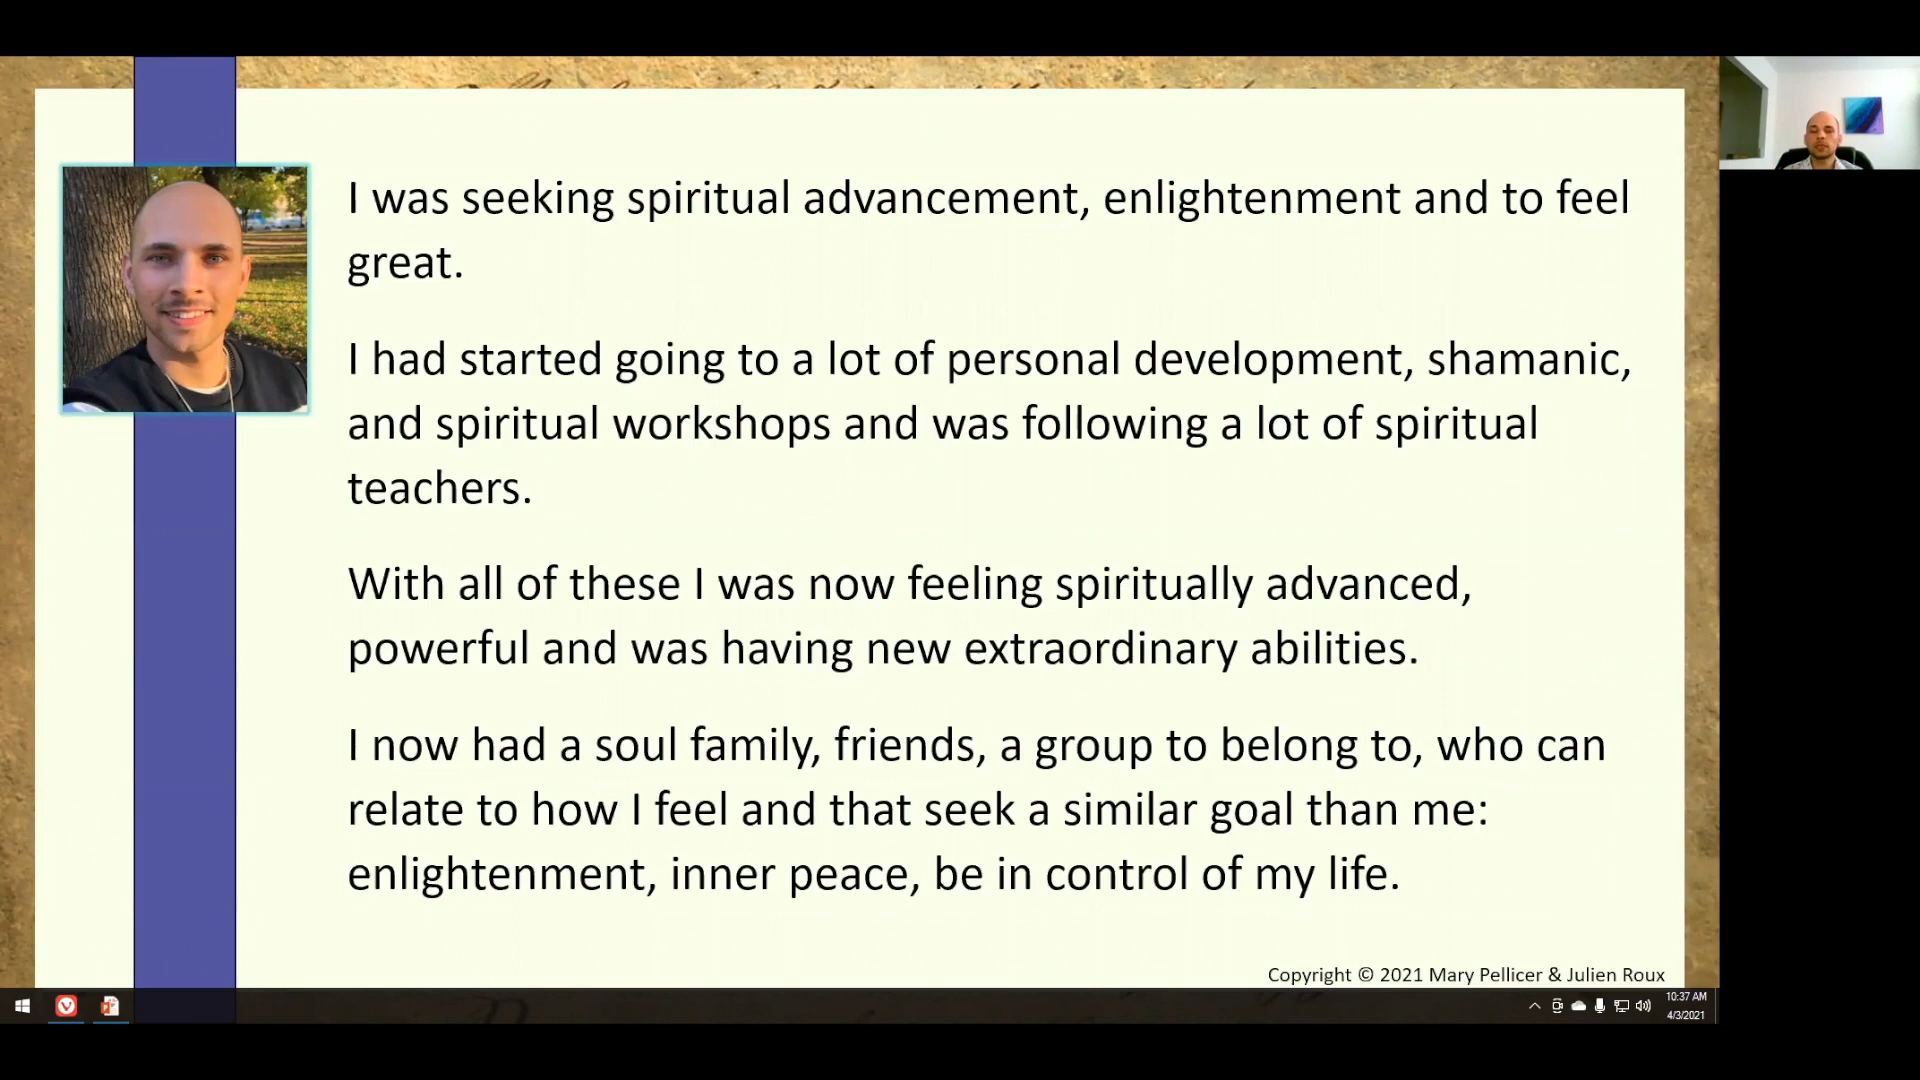 I was seeking spiritual advancement, enlightenment and to feel
great.
I had started going to a lot of personal development, shamanic,
and spiritual workshops and was following a lot of spiritual
teachers.
With all of these I was now feeling spiritually advanced,
powerful and was having new extraordinary abilities.
I now had a soul family, friends, a group to belong to, who can
relate to how I feel and that seek a similar goal than me:
enlightenment, inner peace, be in control of my life.
Copyright © 2021 Mary Pellicer & Julien Roux
10:37 AM
4/3/2021